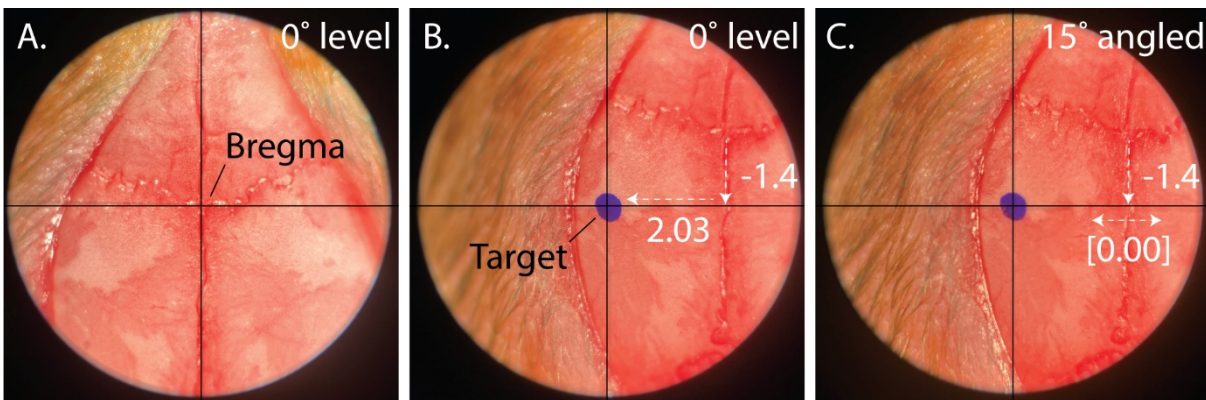 A.
0° level
Bregma
B.
0° level
-1.4
2.03
Target
C.
15° angled
-1.4
[0.00]